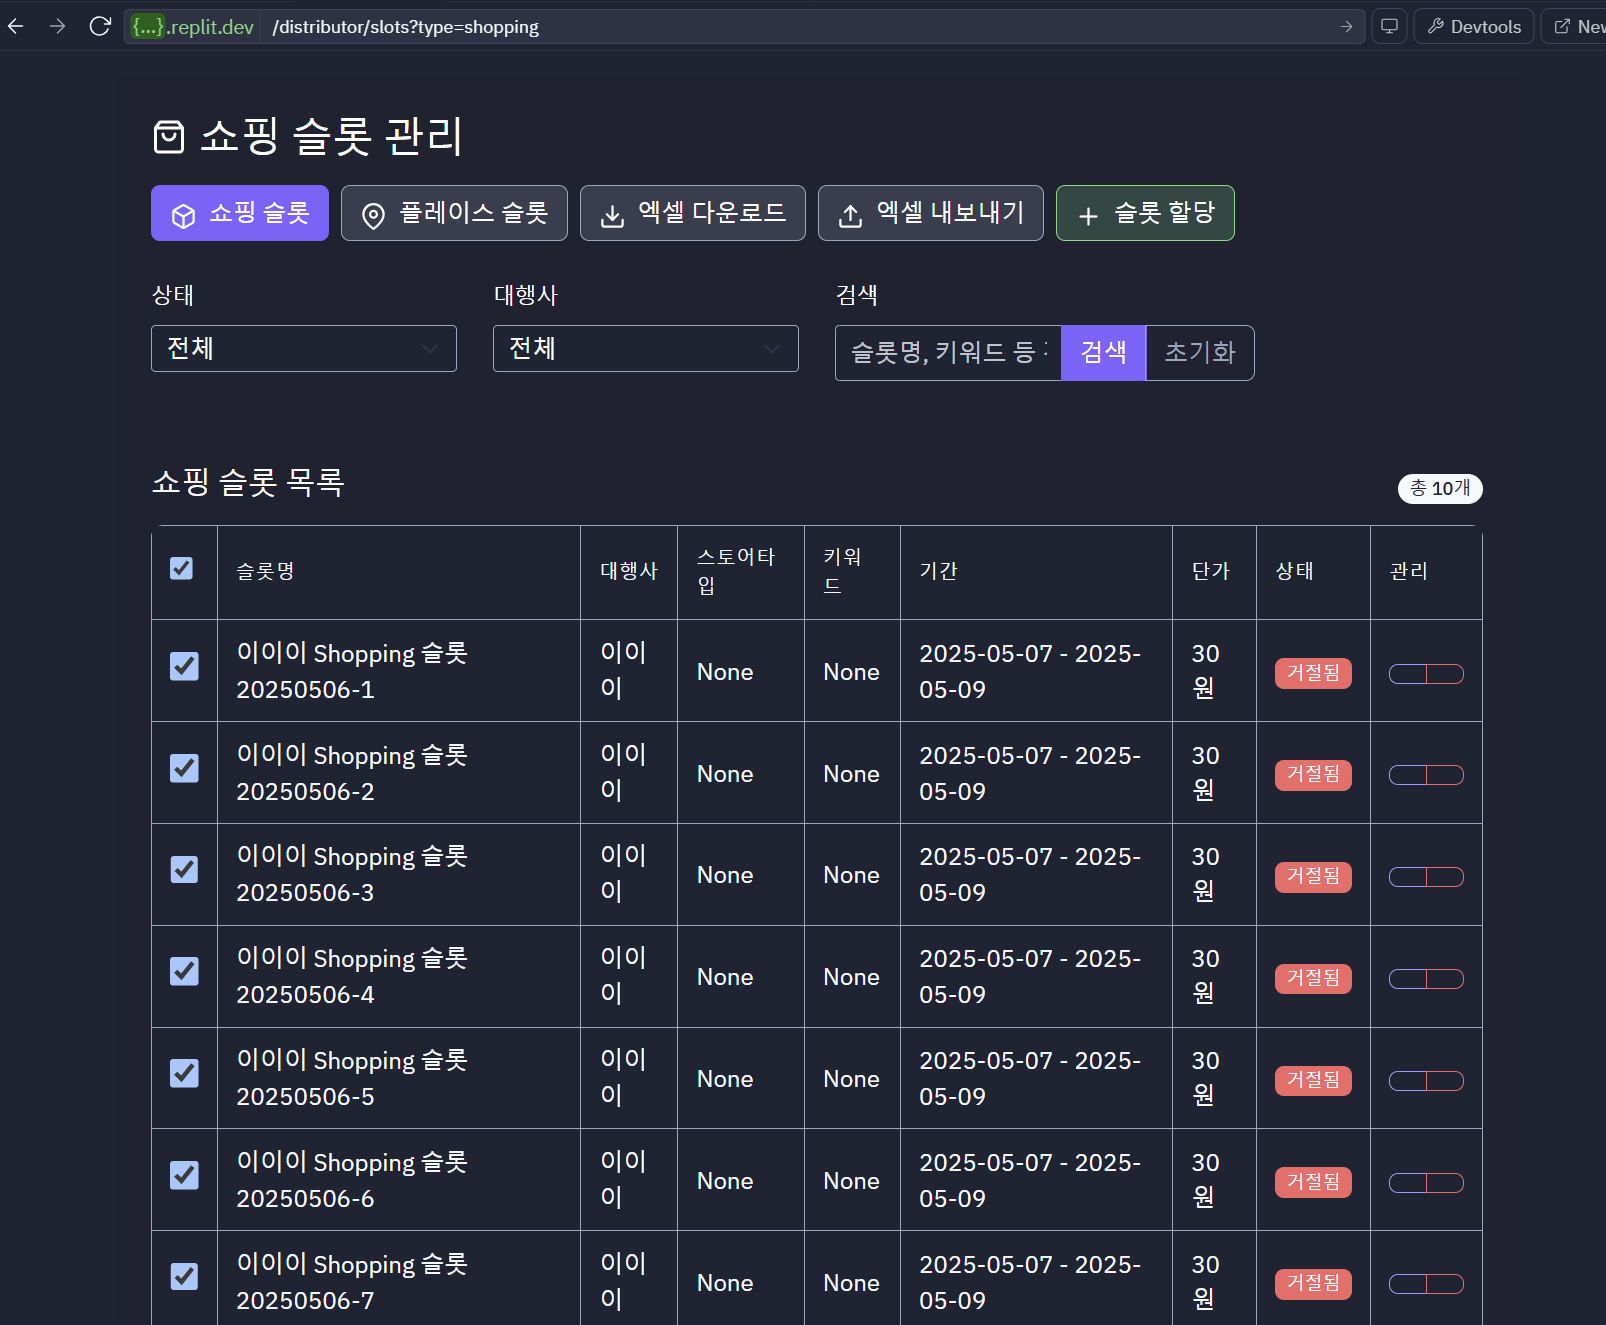 {...}.replit.dev /distributor/slots?type=shopping Devtools New
쇼핑 슬롯 관리
쇼핑 슬롯 플레이스 슬롯 엑셀 다운로드 엑셀 내보내기 + 슬롯 할당
상태 대행사 검색
전체 전체 슬롯명, 키워드 등 검색 초기화
쇼핑 슬롯 목록 총 10개
슬롯명 대행사 스토어타입 키워드 기간 단가 상태 관리
이이이 Shopping 슬롯 20250506-1 이이이 None None 2025-05-07 - 2025-05-09 30원 거절됨
이이이 Shopping 슬롯 20250506-2 이이이 None None 2025-05-07 - 2025-05-09 30원 거절됨
이이이 Shopping 슬롯 20250506-3 이이이 None None 2025-05-07 - 2025-05-09 30원 거절됨
이이이 Shopping 슬롯 20250506-4 이이이 None None 2025-05-07 - 2025-05-09 30원 거절됨
이이이 Shopping 슬롯 20250506-5 이이이 None None 2025-05-07 - 2025-05-09 30원 거절됨
이이이 Shopping 슬롯 20250506-6 이이이 None None 2025-05-07 - 2025-05-09 30원 거절됨
이이이 Shopping 슬롯 20250506-7 이이이 None None 2025-05-07 - 2025-05-09 30원 거절됨